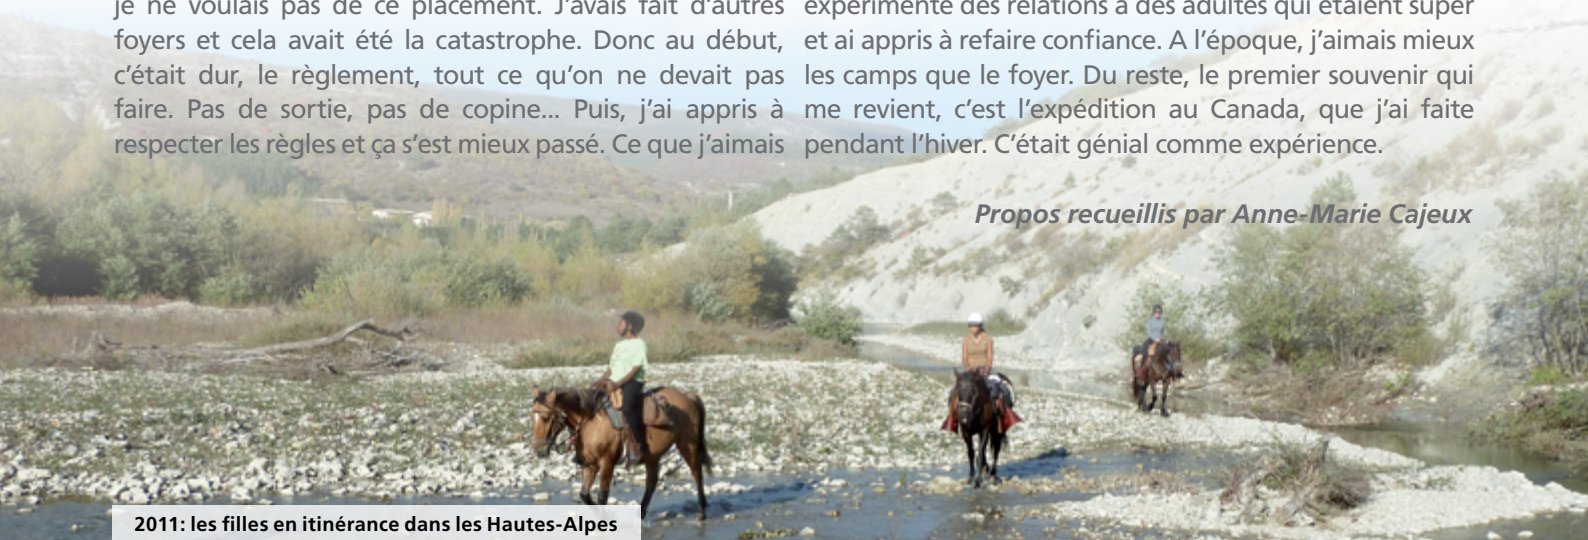 je ne voulais pas de ce placement. J'avais fait d'autres
foyers et cela avait été la catastrophe. Donc au début,
c'était dur, le règlement, tout ce qu'on ne devait pas
faire. Pas de sortie, pas de copine... Puis, j'ai appris à
respecter les règles et ça s'est mieux passé. Ce que j'aimais
expérimenté des relations à des adultes qui étaient super
et ai appris à refaire confiance. A l'époque, j'aimais mieux
les camps que le foyer. Du reste, le premier souvenir qui
me revient, c'est l'expédition au Canada, que j'ai faite
pendant l'hiver. C'était génial comme expérience.
Propos recueillis par Anne-Marie Cajeux
2011: les filles en itinérance dans les Hautes-Alpes